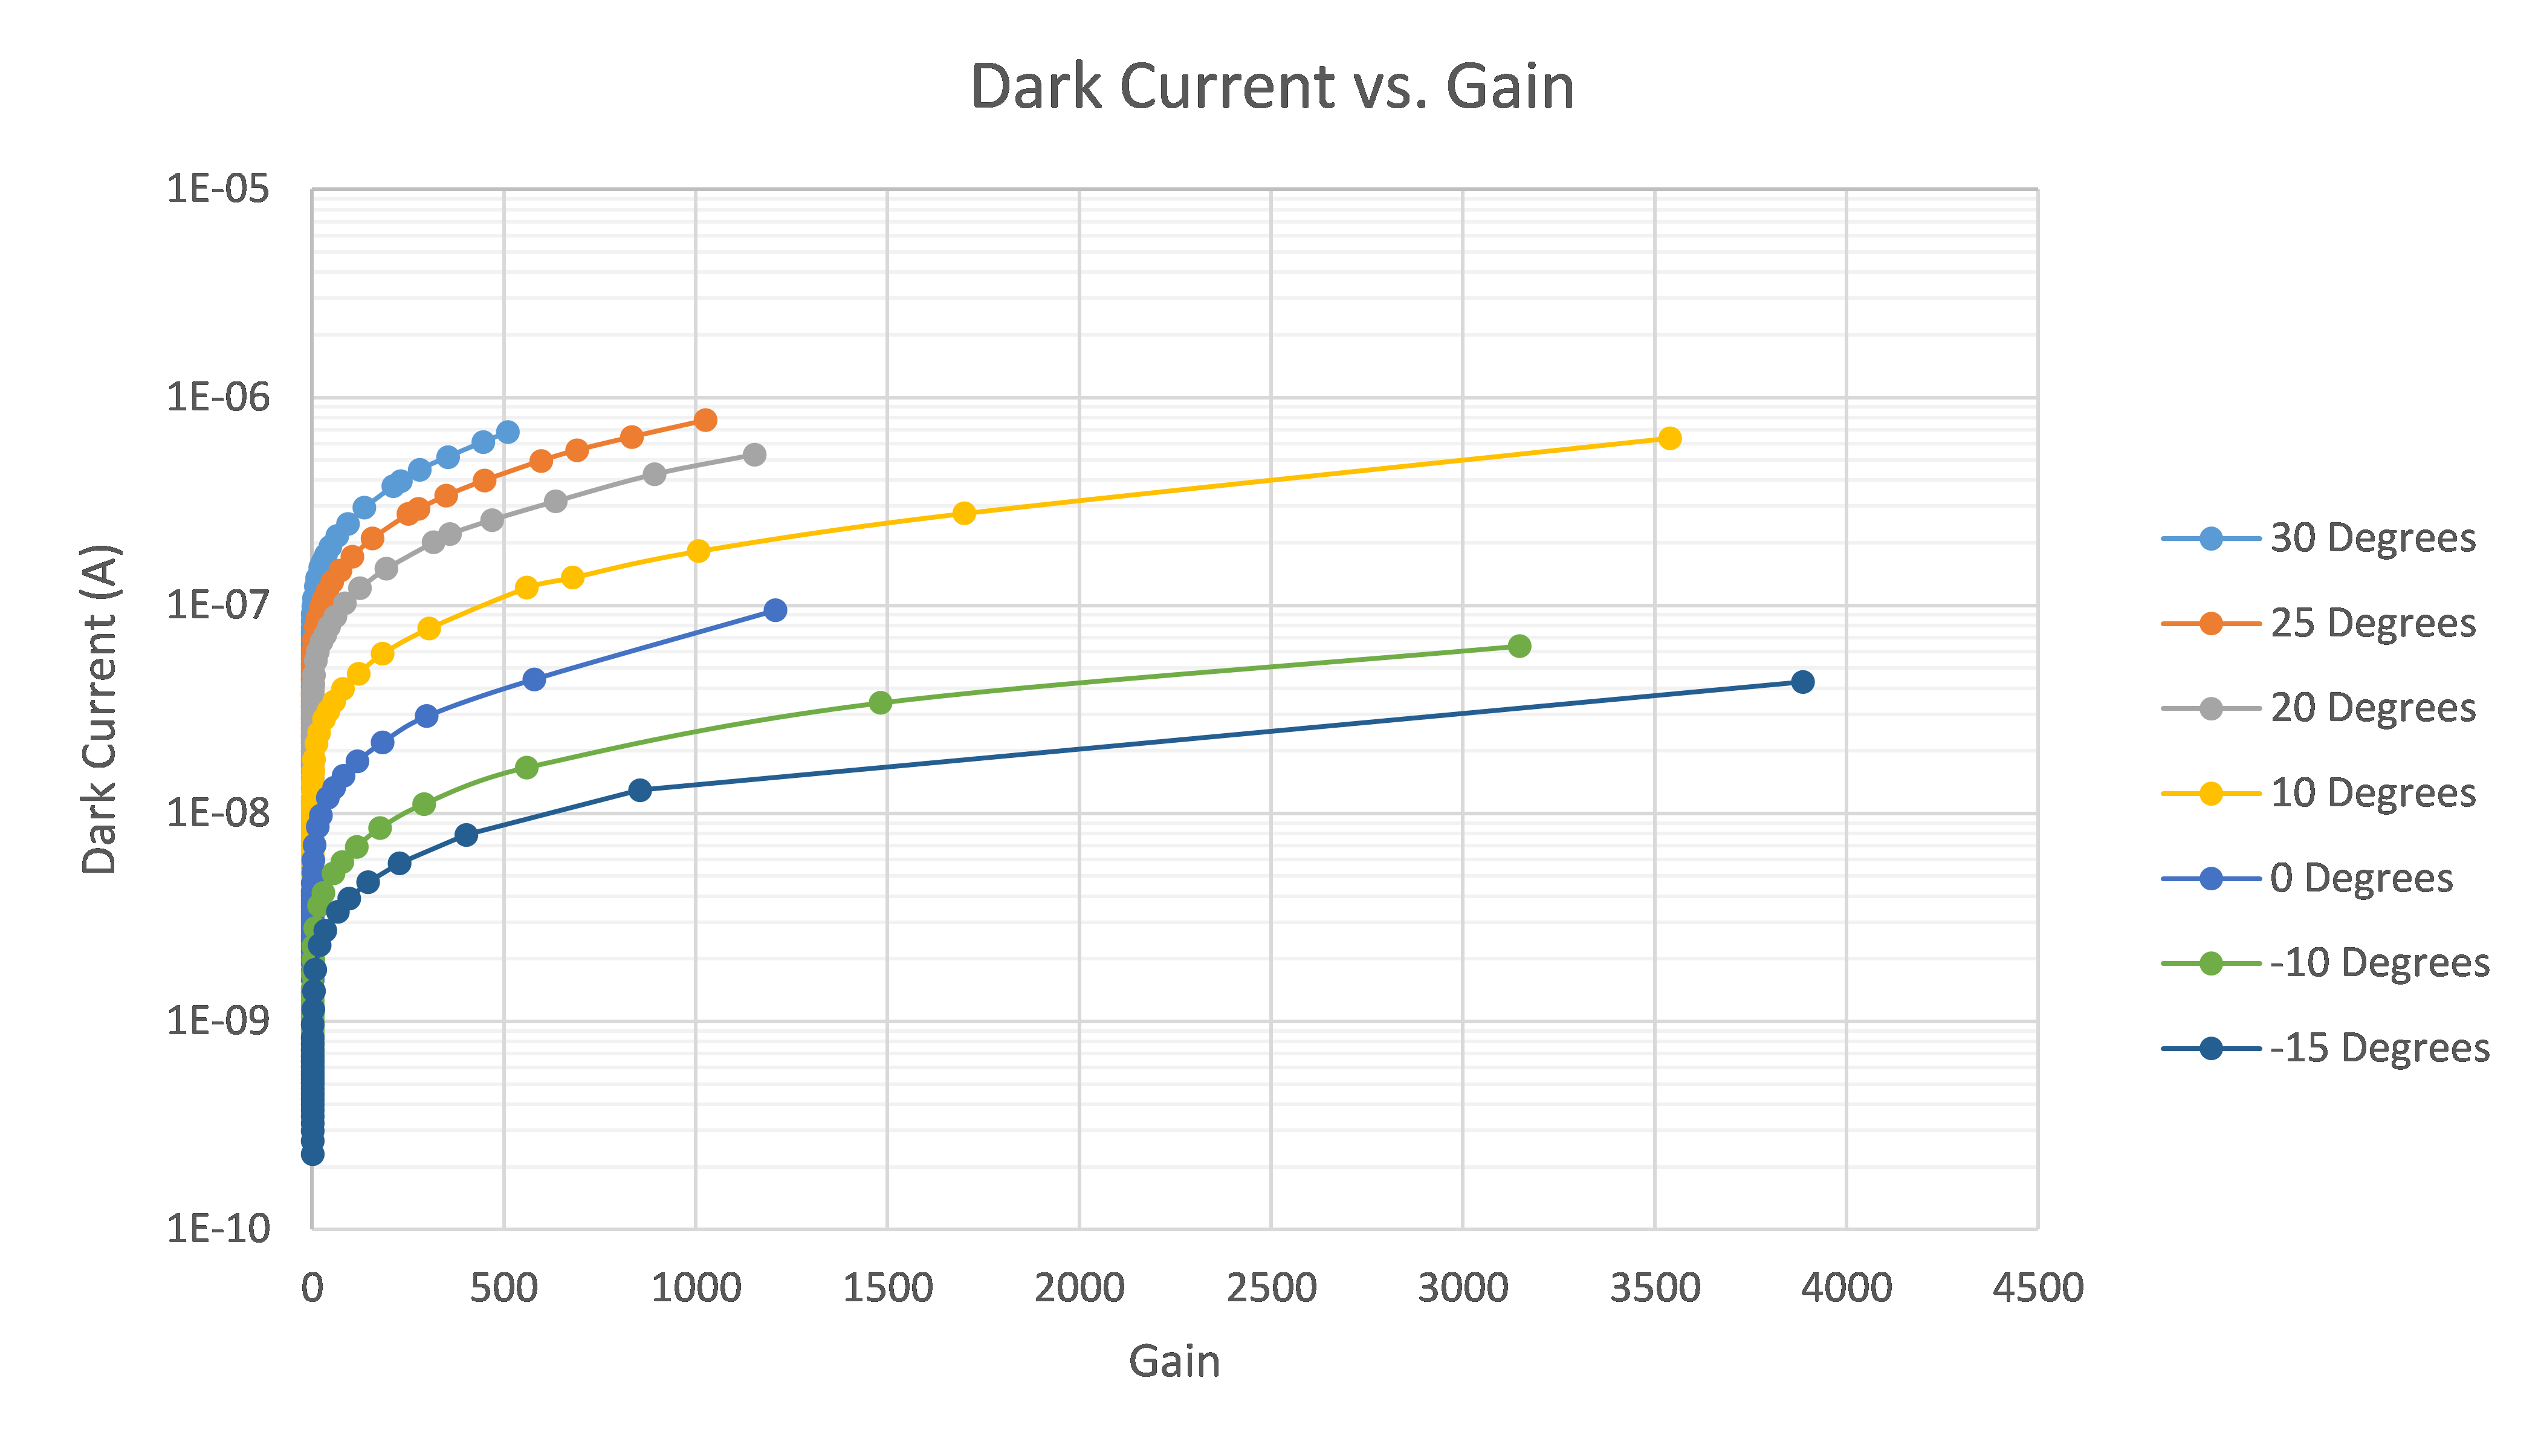 Dark Current vs. Gain
1E-05
1E-06
1E-07
1E-08
1E-09
1E-10
Dark Current (A)
0 500 1000 1500 2000 2500 3000 3500 4000 4500
Gain
30 Degrees
25 Degrees
20 Degrees
10 Degrees
0 Degrees
-10 Degrees
-15 Degrees